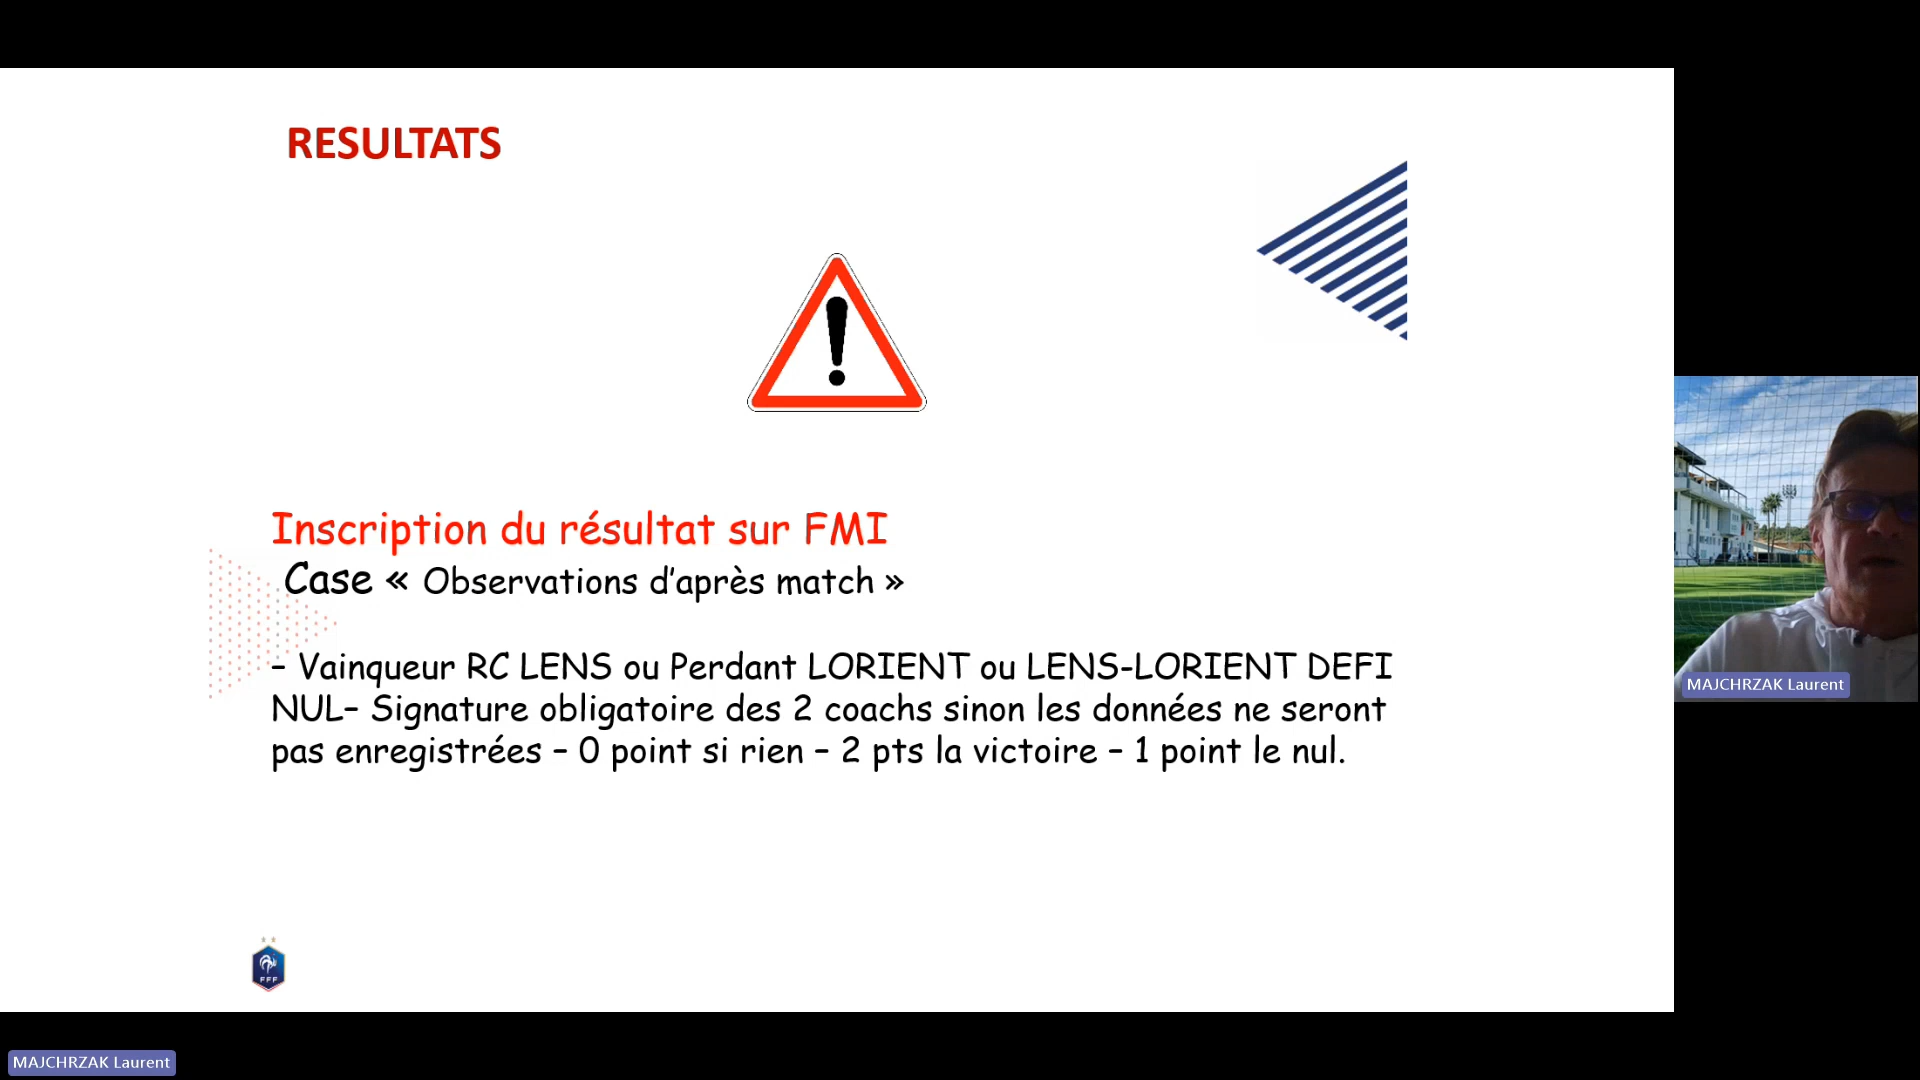 RESULTATS
Inscription du résultat sur FMI
Case « Observations d’après match »
– Vainqueur RC LENS ou Perdant LORIENT ou LENS-LORIENT DEFI
NUL– Signature obligatoire des 2 coachs sinon les données ne seront
pas enregistrées – 0 point si rien – 2 pts la victoire – 1 point le nul.
FFF
MAJCHRZAK Laurent
MAJCHRZAK Laurent